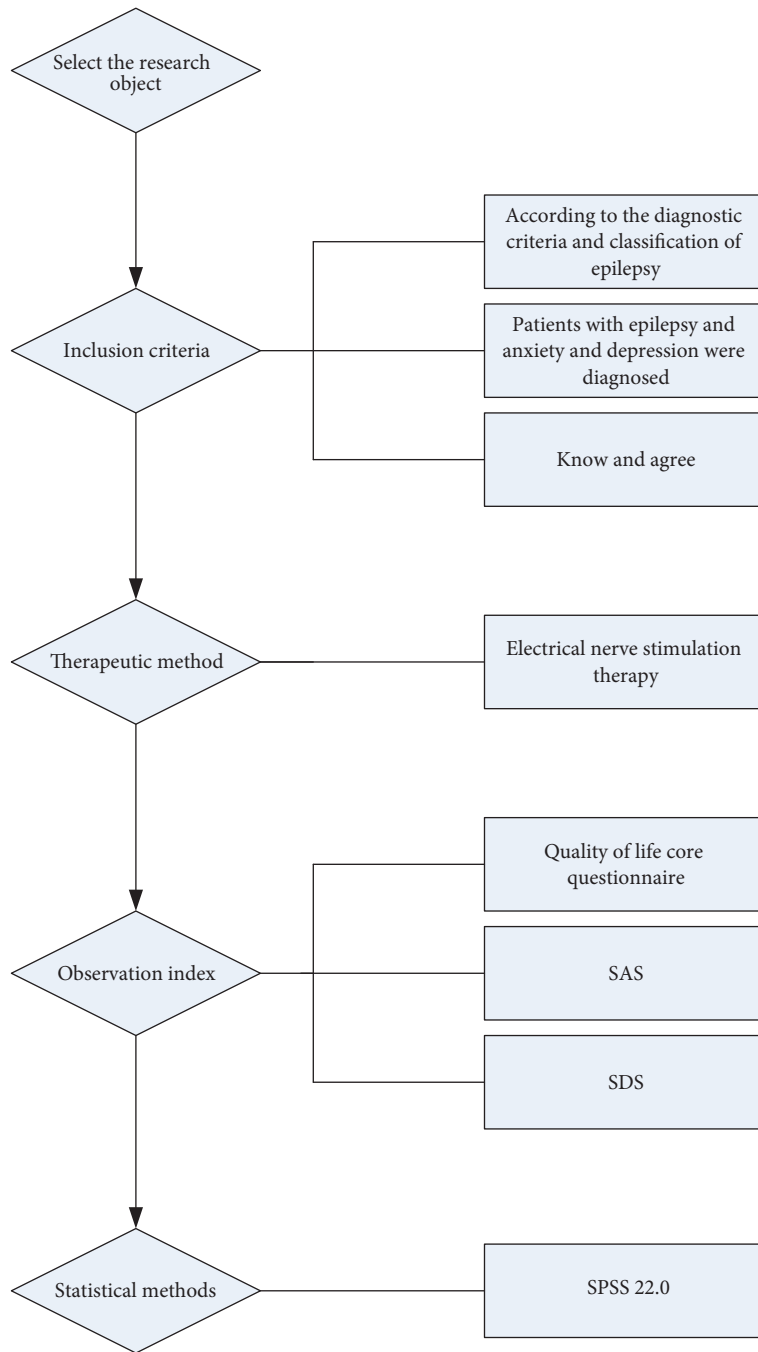 Select the research
object
According to the diagnostic
criteria and classification of
epilepsy
Inclusion criteria
Patients with epilepsy and
anxiety and depression were
diagnosed
Know and agree
Therapeutic method
Electrical nerve stimulation
therapy
Quality of life core
questionnaire
Observation index
SAS
SDS
Statistical methods
SPSS 22.0